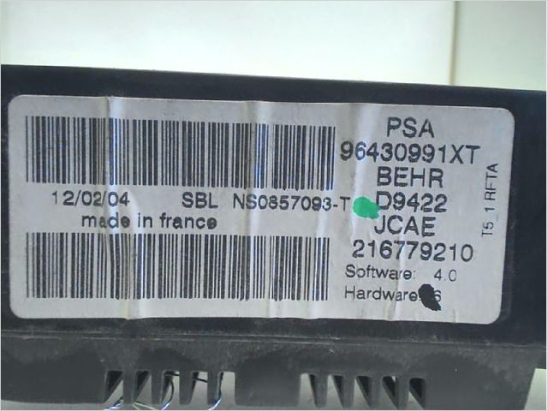 PSA
96430991XT
BEHR
D9422
JCAE
216779210
Software: 4.0
Hardware 6
12/02/04 SBL NS0857093-T
made in france
T5_1 RFTA